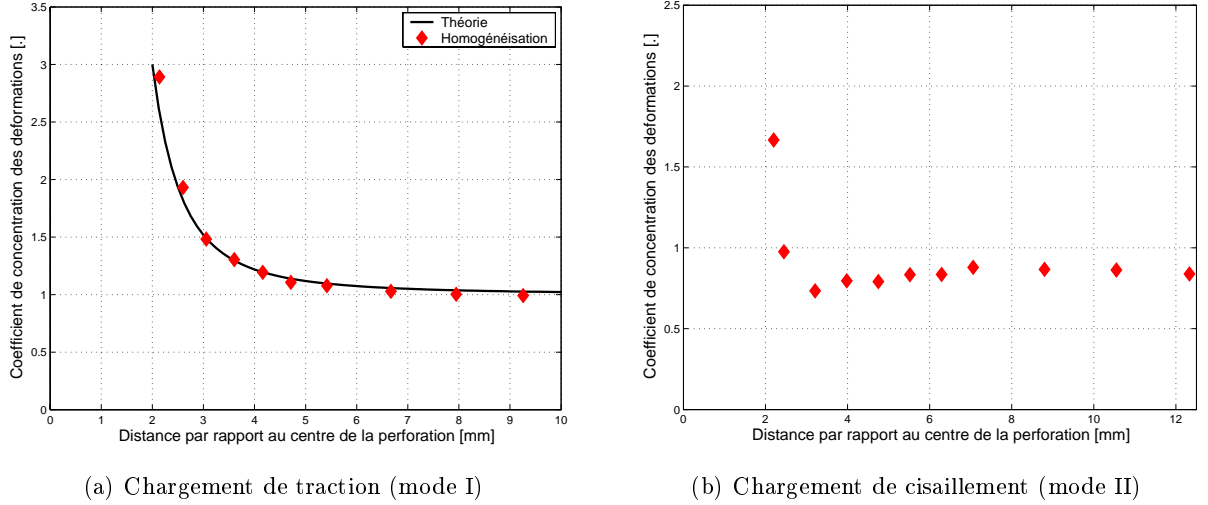 Coefficient de concentration des deformations [.]
3.5
3
2.5
2
1.5
1
0.5
0
0 1 2 3 4 5 6 7 8 9 10
Distance par rapport au centre de la perforation [mm]
Théorie
Homogénéisation
(a) Chargement de traction (mode I)
Coefficient de concentration des deformations [.]
2.5
2
1.5
1
0.5
0
0 2 4 6 8 10 12
Distance par rapport au centre de la perforation [mm]
(b) Chargement de cisaillement (mode II)